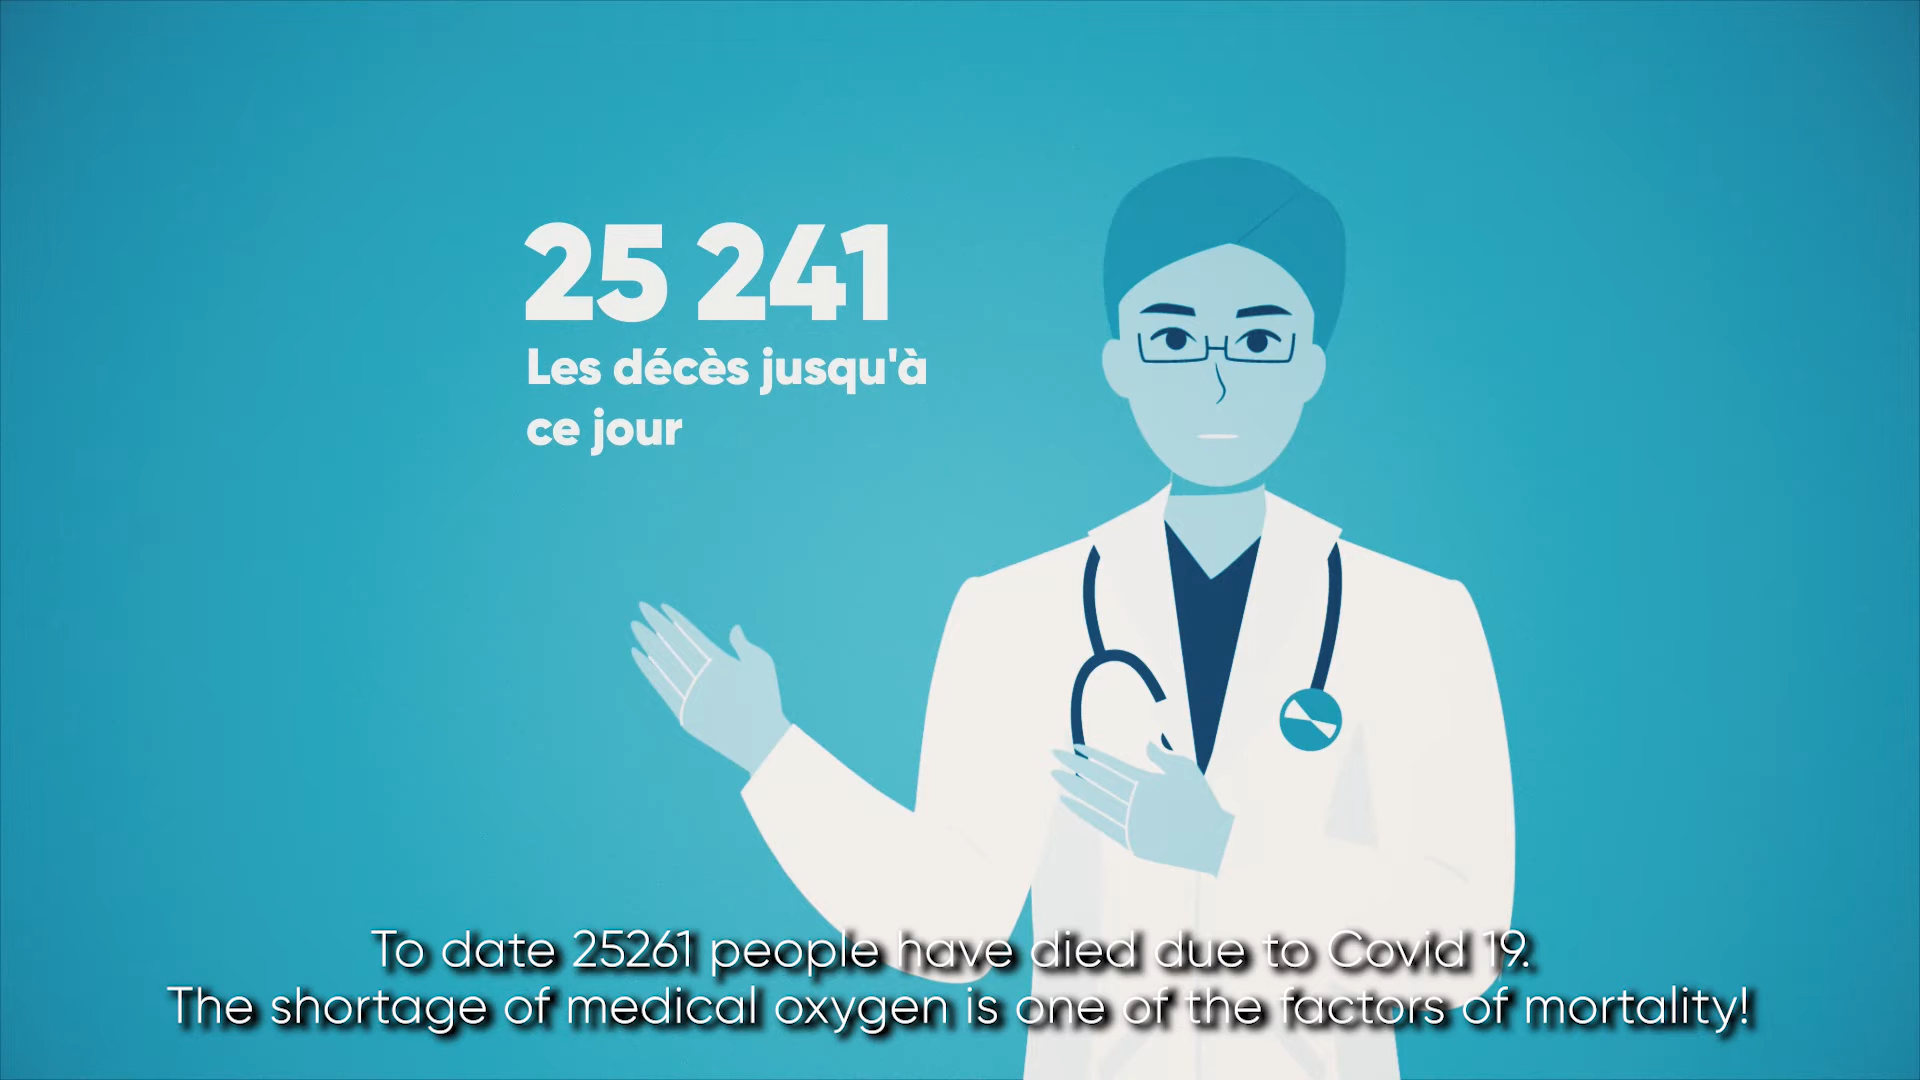 25 241
Les décès jusqu'à
ce jour
To date 25261 people have died due to Covid 19.
The shortage of medical oxygen is one of the factors of mortality!